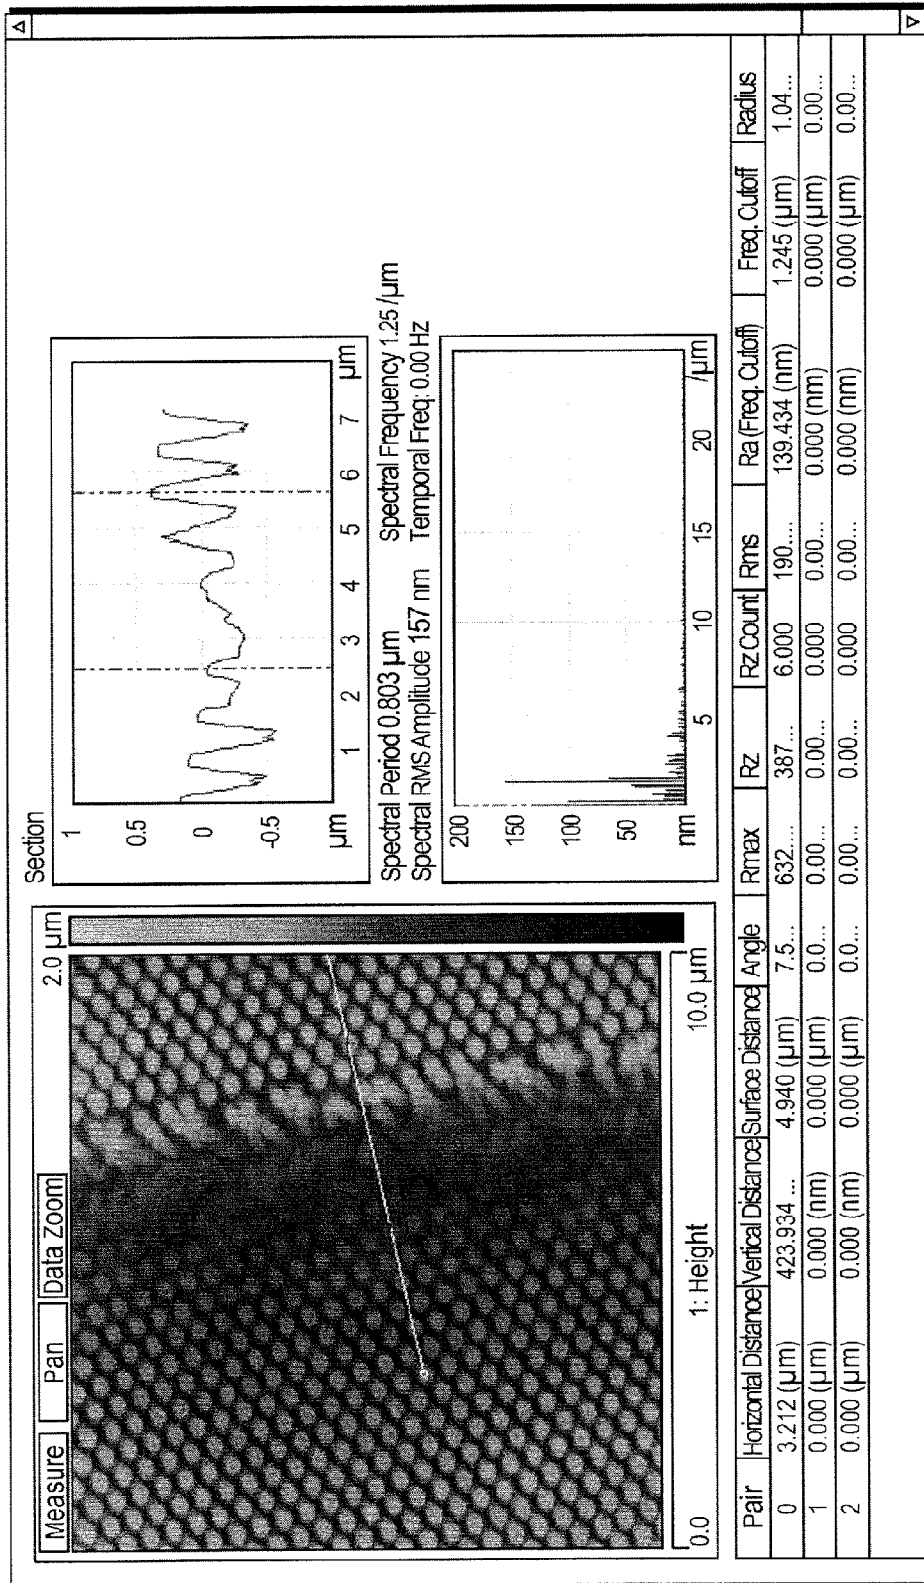 Measure Pan Data Zoom
2.0 µm
1: Height
0.0 10.0 µm
Section
1
0.5
0
-0.5
µm
1 2 3 4 5 6 7 µm
Spectral Period 0.803 µm Spectral Frequency 1.25 /µm
Spectral RMS Amplitude 157 nm Temporal Freq: 0.00 Hz
200
150
100
50
nm
5 10 15 20 /µm
Pair Horizontal Distance Vertical Distance Surface Distance Angle Rmax Rz Rz Count Rms Ra (Freq. Cutoff) Freq. Cutoff Radius
0 3.212 (µm) 423.934 ... 4.940 (µm) 7.5... 632.... 387... 6.000 190.... 139.434 (nm) 1.245 (µm) 1.04...
1 0.000 (µm) 0.000 (nm) 0.000 (µm) 0.0... 0.00... 0.00... 0.000 0.00... 0.000 (nm) 0.000 (µm) 0.00...
2 0.000 (µm) 0.000 (nm) 0.000 (µm) 0.0... 0.00... 0.00... 0.000 0.00... 0.000 (nm) 0.000 (µm) 0.00...